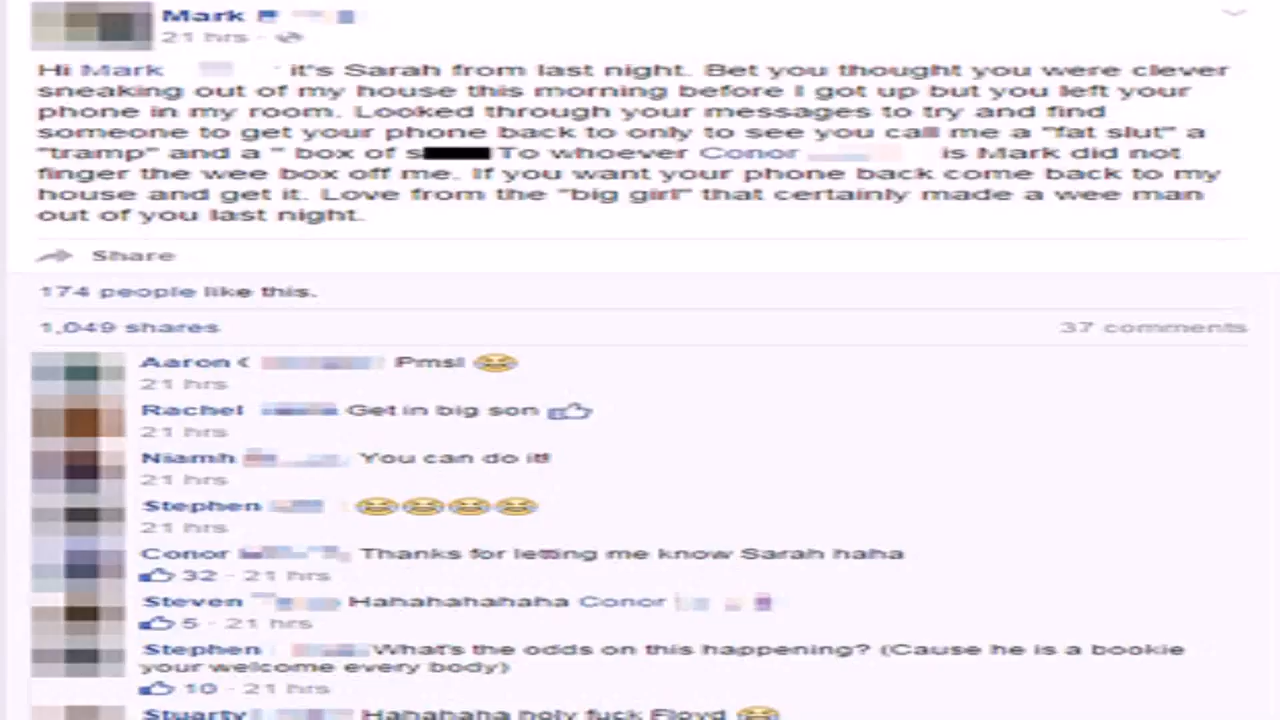 Mark
21 hrs ·
Hi Mark it's Sarah from last night. Bet you thought you were clever
sneaking out of my house this morning before I got up but you left your
phone in my room. Looked through your messages to try and find
someone to get your phone back to only to see you call me a "fat slut" a
"tramp" and a " box of s To whoever Conor is Mark did not
finger the wee box off me. If you want your phone back come back to my
house and get it. Love from the "big girl" that certainly made a wee man
out of you last night.
Share
174 people like this.
1,049 shares 37 comments
Aaron Pmsl 😂
21 hrs
Rachel Get in big son 👍
21 hrs
Niamh You can do it!!
21 hrs
Stephen 😂😂😂😂
21 hrs
Conor Thanks for letting me know Sarah haha
32 · 21 hrs
Steven Hahahahahaha Conor
5 · 21 hrs
Stephen What's the odds on this happening? (Cause he is a bookie
your welcome every body)
10 · 21 hrs
Stuarty Hahahaha holy fuck Floyd 😂